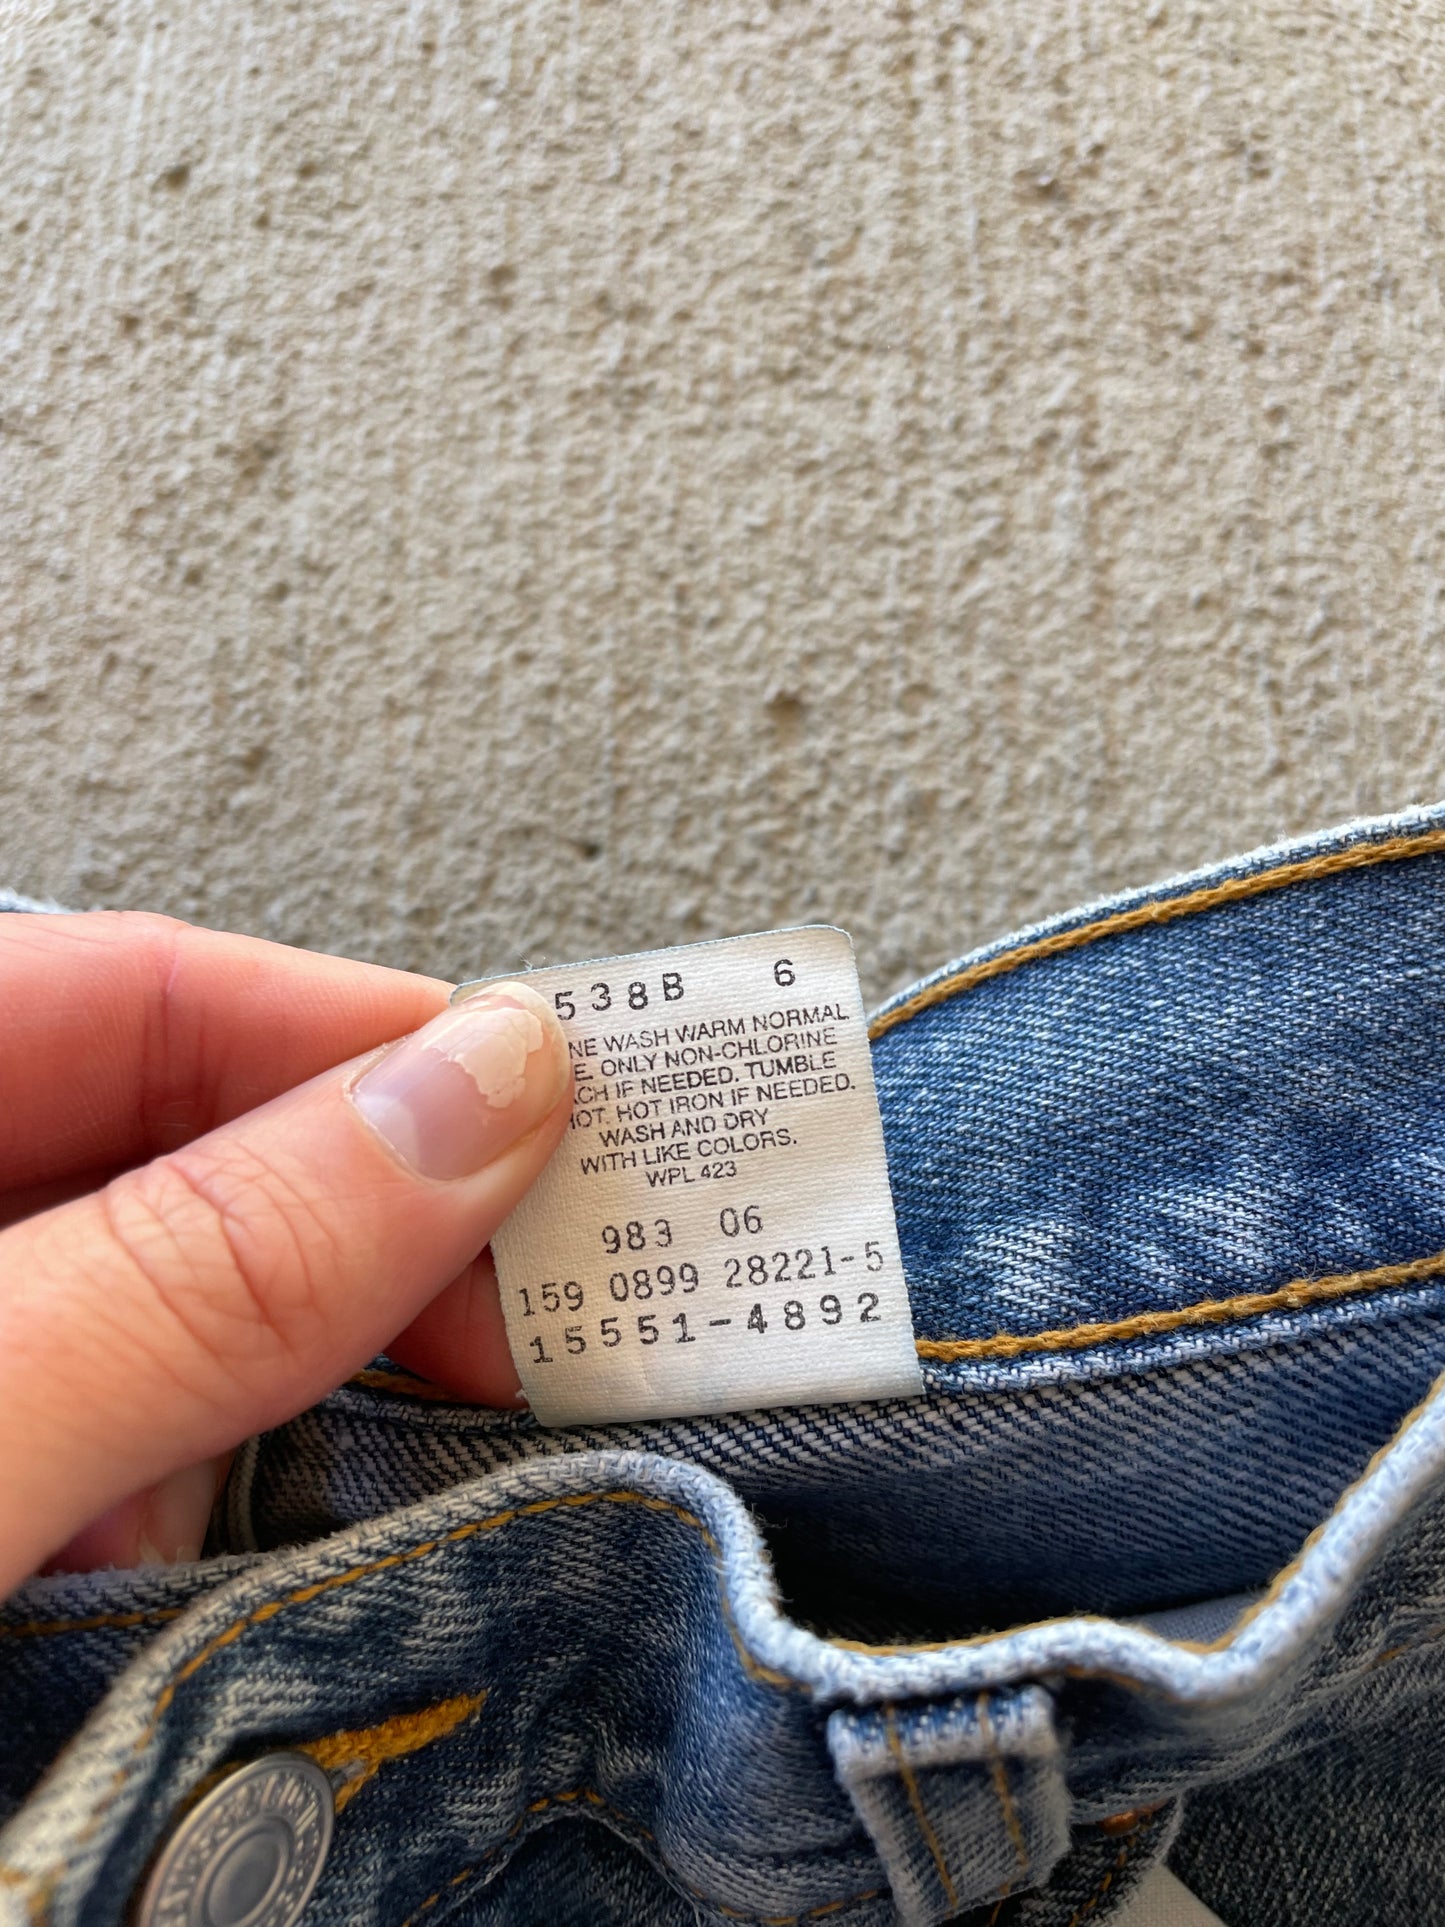 538B 6
NE WASH WARM NORMAL
E. ONLY NON-CHLORINE
ACH IF NEEDED. TUMBLE
HOT. HOT IRON IF NEEDED.
WASH AND DRY
WITH LIKE COLORS.
WPL 423
983 06
159 0899 28221-5
15551-4892